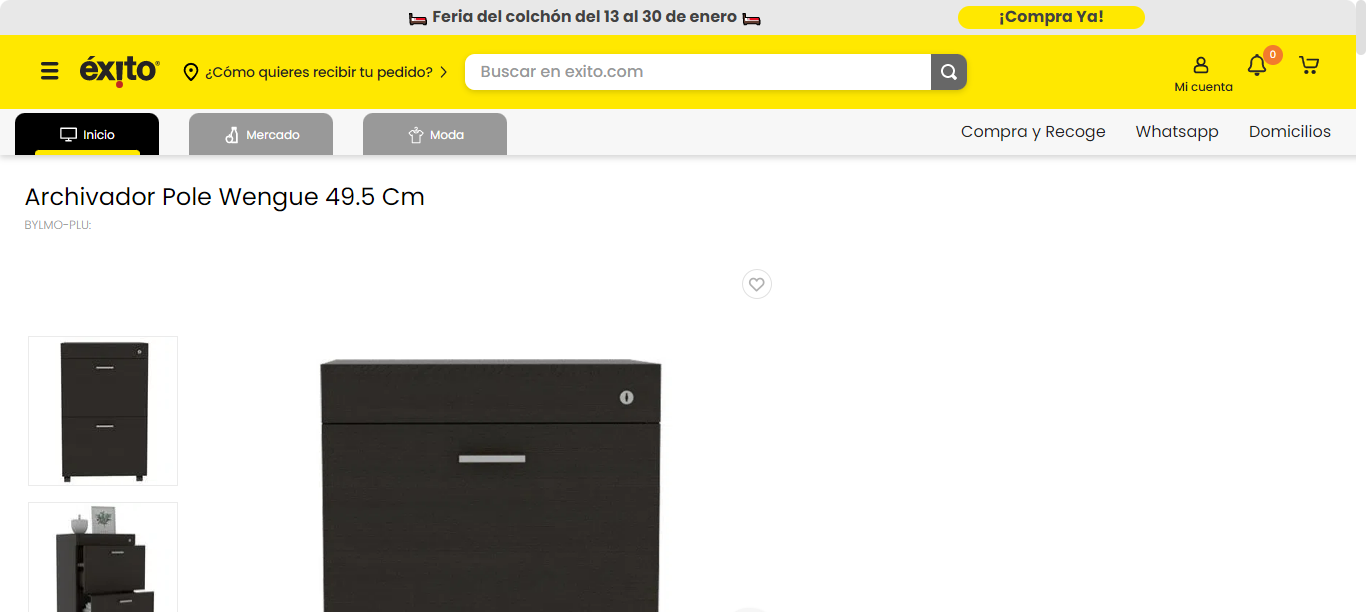 Feria del colchón del 13 al 30 de enero
¡Compra Ya!
éxito
¿Cómo quieres recibir tu pedido?
Buscar en exito.com
Mi cuenta
0
Inicio
Mercado
Moda
Compra y Recoge
Whatsapp
Domicilios
Archivador Pole Wengue 49.5 Cm
BYLMO-PLU: